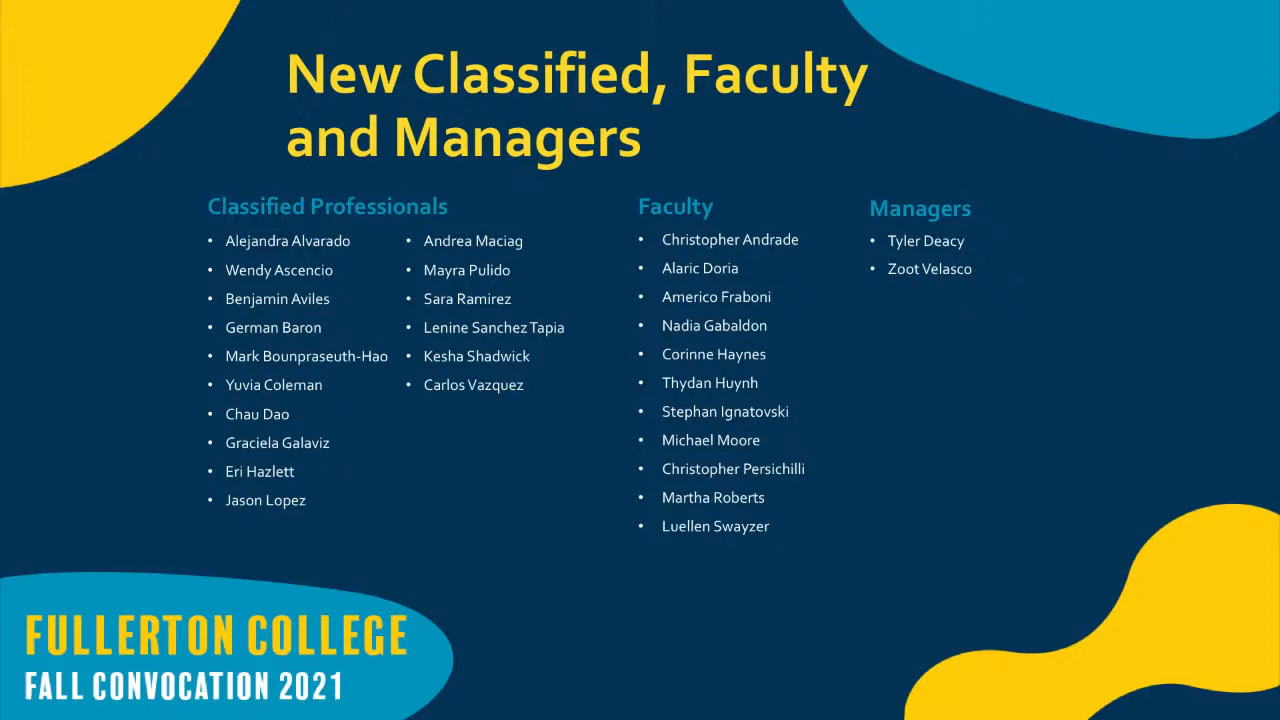 New Classified, Faculty
and Managers
Classified Professionals
• Alejandra Alvarado
• Wendy Ascencio
• Benjamin Aviles
• German Baron
• Mark Bounpraseuth-Hao
• Yuvia Coleman
• Chau Dao
• Graciela Galaviz
• Eri Hazlett
• Jason Lopez
• Andrea Maciag
• Mayra Pulido
• Sara Ramirez
• Lenine Sanchez Tapia
• Kesha Shadwick
• Carlos Vazquez
Faculty
• Christopher Andrade
• Alaric Doria
• Americo Fraboni
• Nadia Gabaldon
• Corinne Haynes
• Thydan Huynh
• Stephan Ignatovski
• Michael Moore
• Christopher Persichilli
• Martha Roberts
• Luellen Swayzer
Managers
• Tyler Deacy
• Zoot Velasco
FULLERTON COLLEGE
FALL CONVOCATION 2021